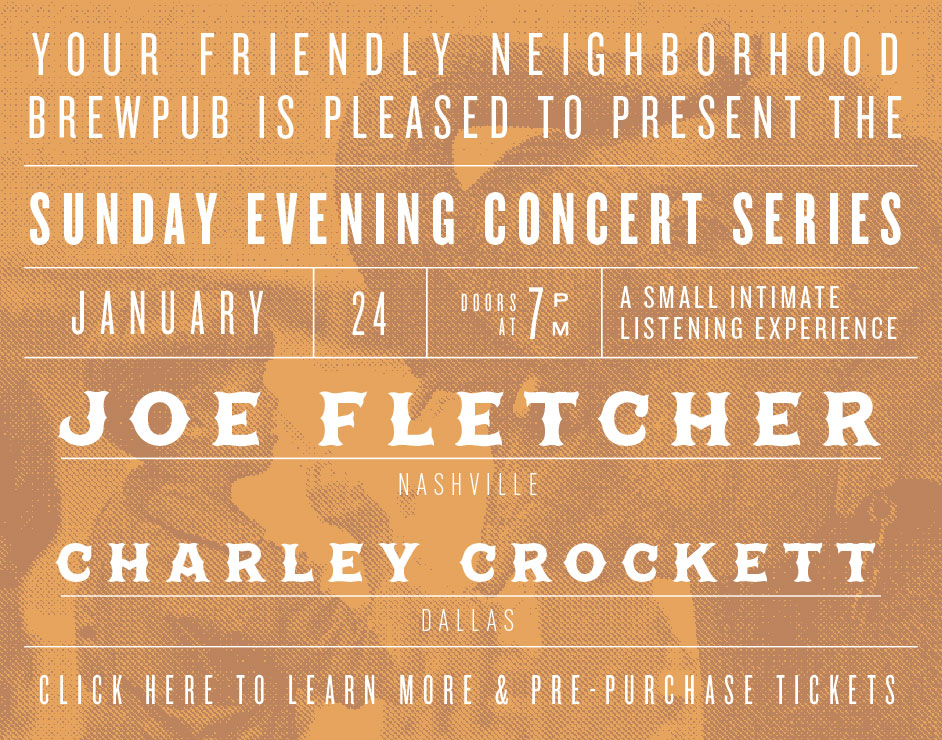 YOUR FRIENDLY NEIGHBORHOOD
BREWPUB IS PLEASED TO PRESENT THE
SUNDAY EVENING CONCERT SERIES
JANUARY
24
DOORS AT 7 PM
A SMALL INTIMATE
LISTENING EXPERIENCE
JOE FLETCHER
NASHVILLE
CHARLEY CROCKETT
DALLAS
CLICK HERE TO LEARN MORE & PRE-PURCHASE TICKETS